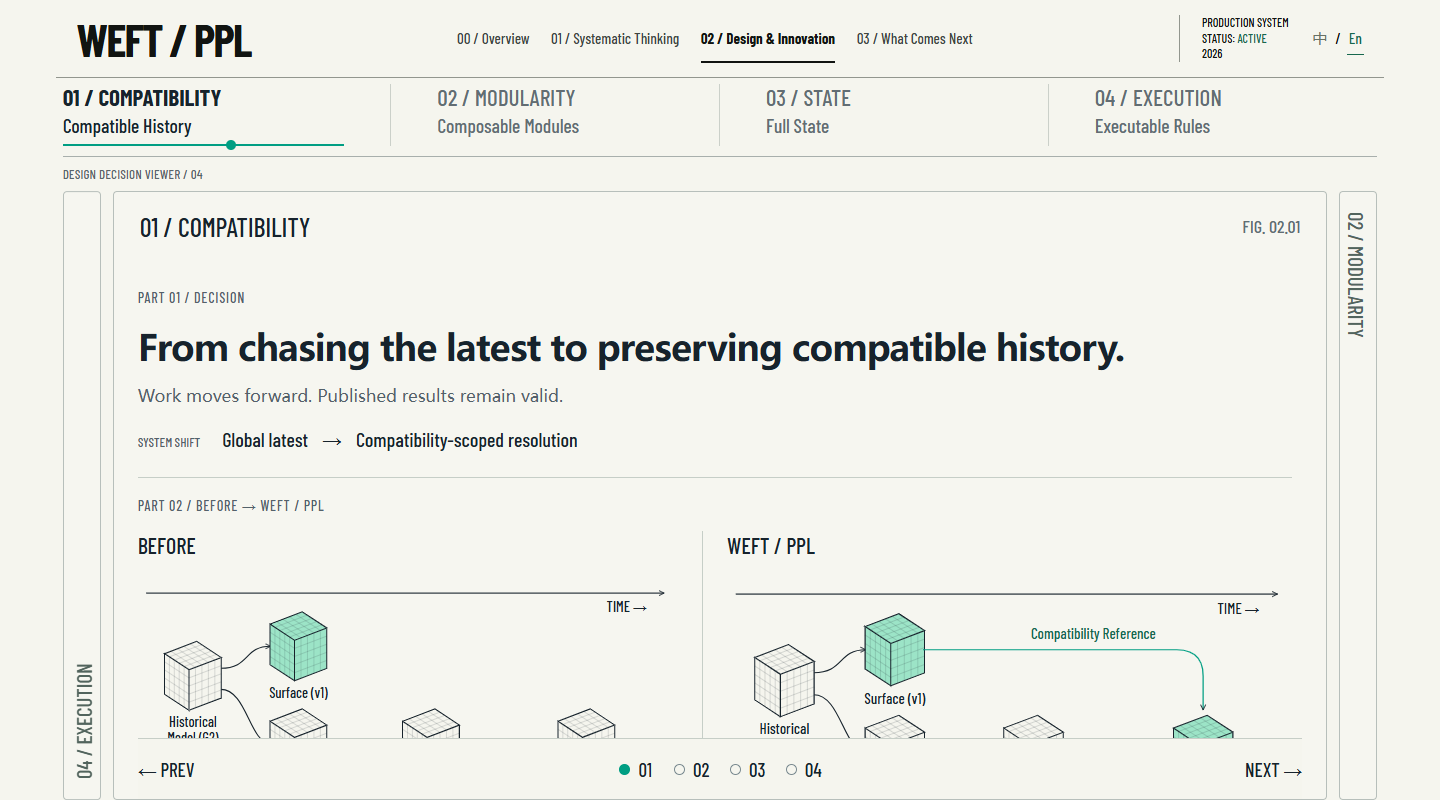 WEFT / PPL
00 / Overview
01 / Systematic Thinking
02 / Design & Innovation
03 / What Comes Next
PRODUCTION SYSTEM
STATUS: ACTIVE
2026
中 / En
01 / COMPATIBILITY
Compatible History
02 / MODULARITY
Composable Modules
03 / STATE
Full State
04 / EXECUTION
Executable Rules
DESIGN DECISION VIEWER / 04
04 / EXECUTION
01 / COMPATIBILITY
FIG. 02.01
02 / MODULARITY
PART 01 / DECISION
From chasing the latest to preserving compatible history.
Work moves forward. Published results remain valid.
SYSTEM SHIFT Global latest → Compatibility-scoped resolution
PART 02 / BEFORE → WEFT / PPL
BEFORE
TIME →
Surface (v1)
Historical
Model (G2)
WEFT / PPL
TIME →
Compatibility Reference
Surface (v1)
Historical
← PREV
01
02
03
04
NEXT →